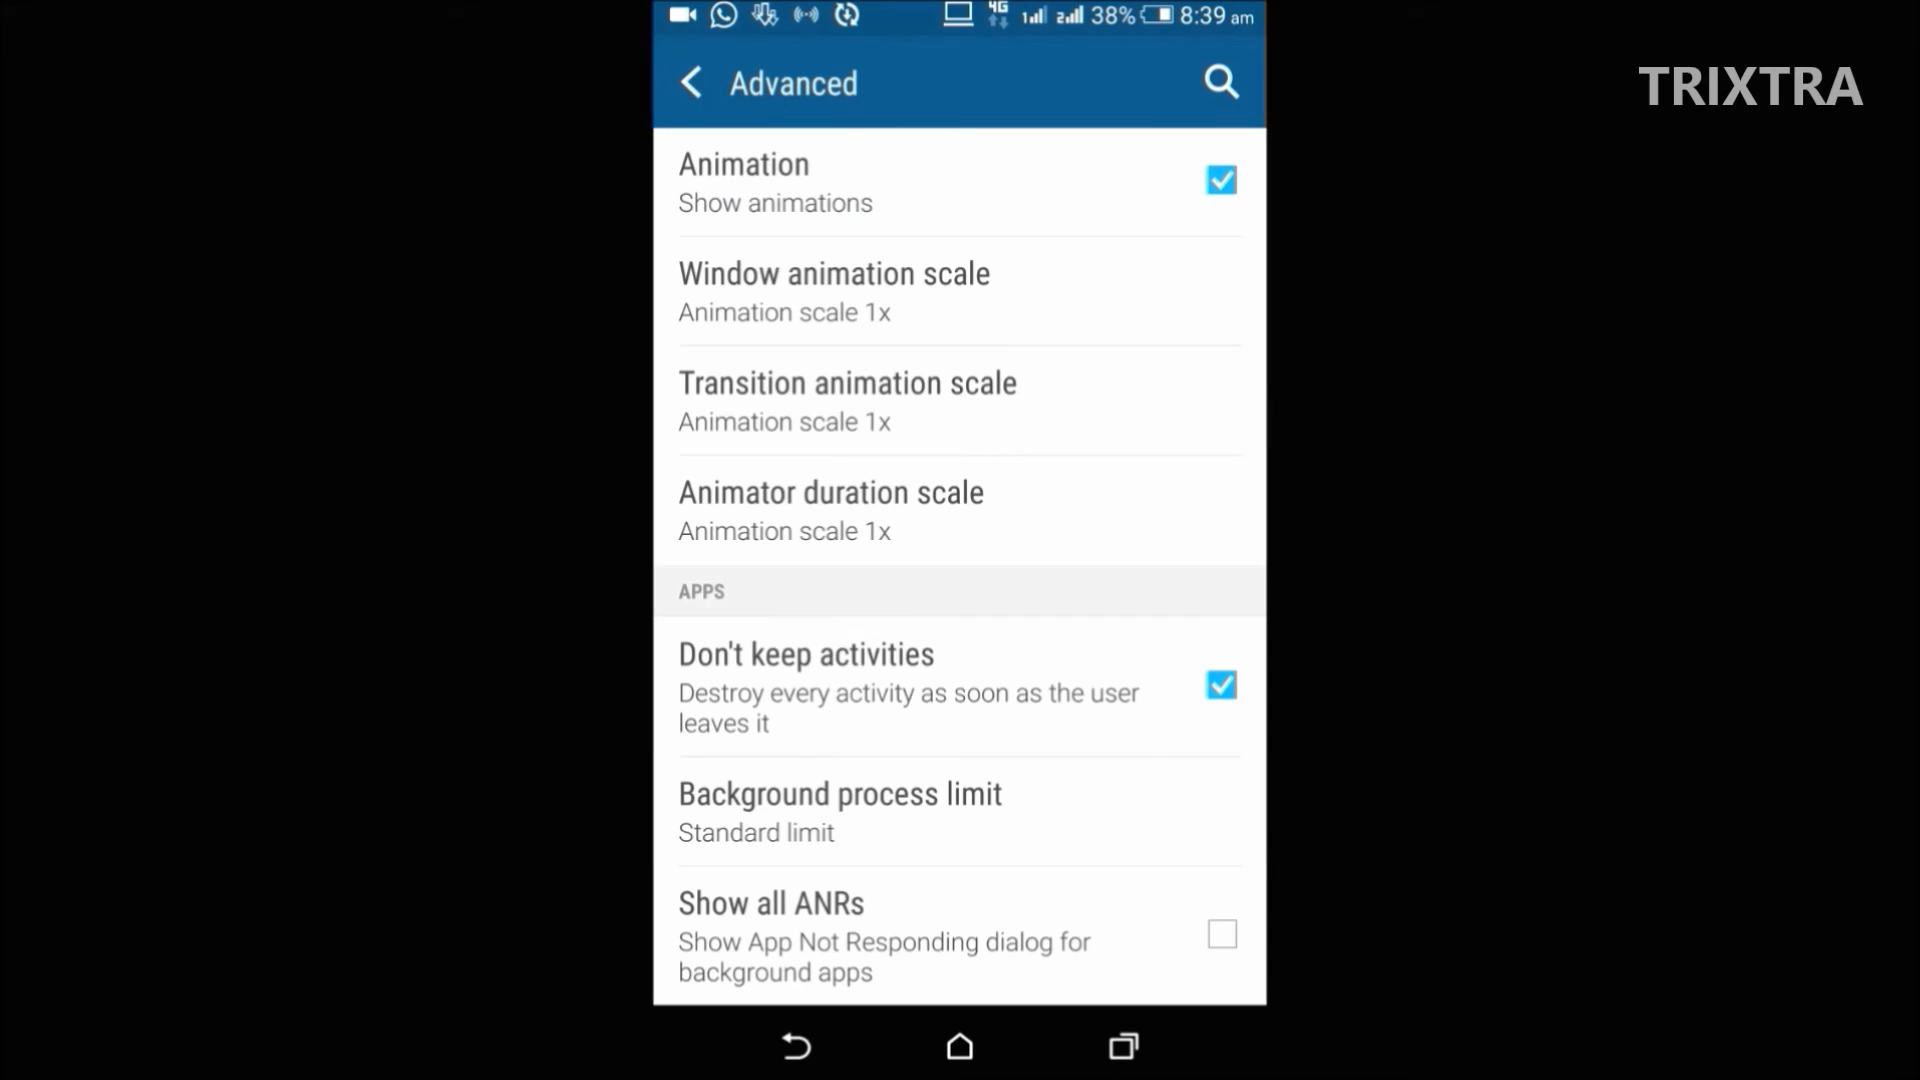 4G 1 2 38% 8:39 am
TRIXTRA
Advanced
Animation
Show animations
Window animation scale
Animation scale 1x
Transition animation scale
Animation scale 1x
Animator duration scale
Animation scale 1x
APPS
Don't keep activities
Destroy every activity as soon as the user
leaves it
Background process limit
Standard limit
Show all ANRs
Show App Not Responding dialog for
background apps